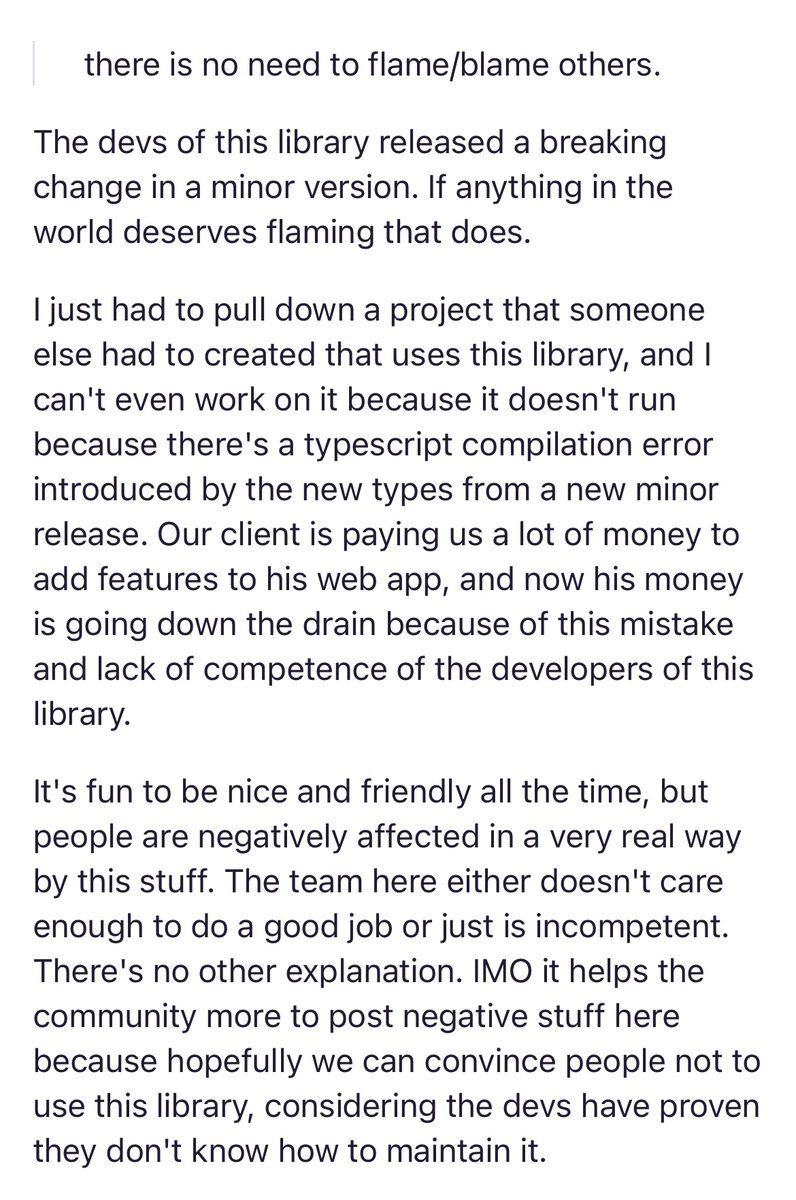 there is no need to flame/blame others.
The devs of this library released a breaking
change in a minor version. If anything in the
world deserves flaming that does.
I just had to pull down a project that someone
else had to created that uses this library, and I
can't even work on it because it doesn't run
because there's a typescript compilation error
introduced by the new types from a new minor
release. Our client is paying us a lot of money to
add features to his web app, and now his money
is going down the drain because of this mistake
and lack of competence of the developers of this
library.
It's fun to be nice and friendly all the time, but
people are negatively affected in a very real way
by this stuff. The team here either doesn't care
enough to do a good job or just is incompetent.
There's no other explanation. IMO it helps the
community more to post negative stuff here
because hopefully we can convince people not to
use this library, considering the devs have proven
they don't know how to maintain it.